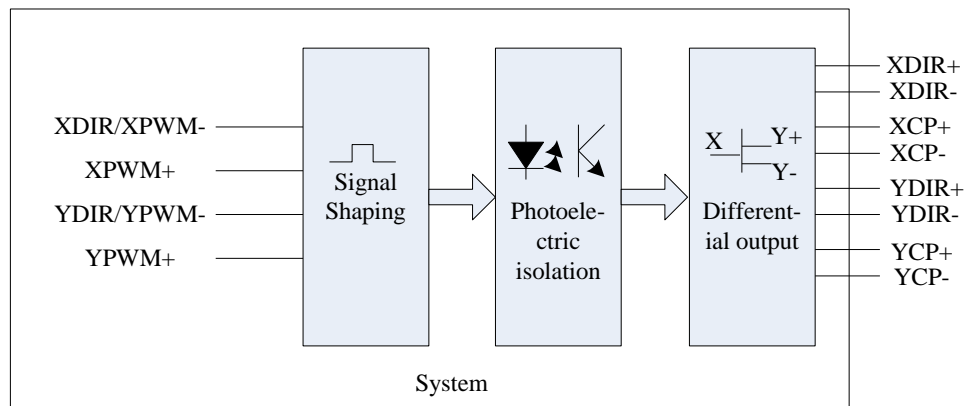 XDIR/XPWM-
XPWM+
YDIR/YPWM-
YPWM+
Signal
Shaping
Photoele-
ctric
isolation
X
Y+
Y-
Different-
ial output
XDIR+
XDIR-
XCP+
XCP-
YDIR+
YDIR-
YCP+
YCP-
System